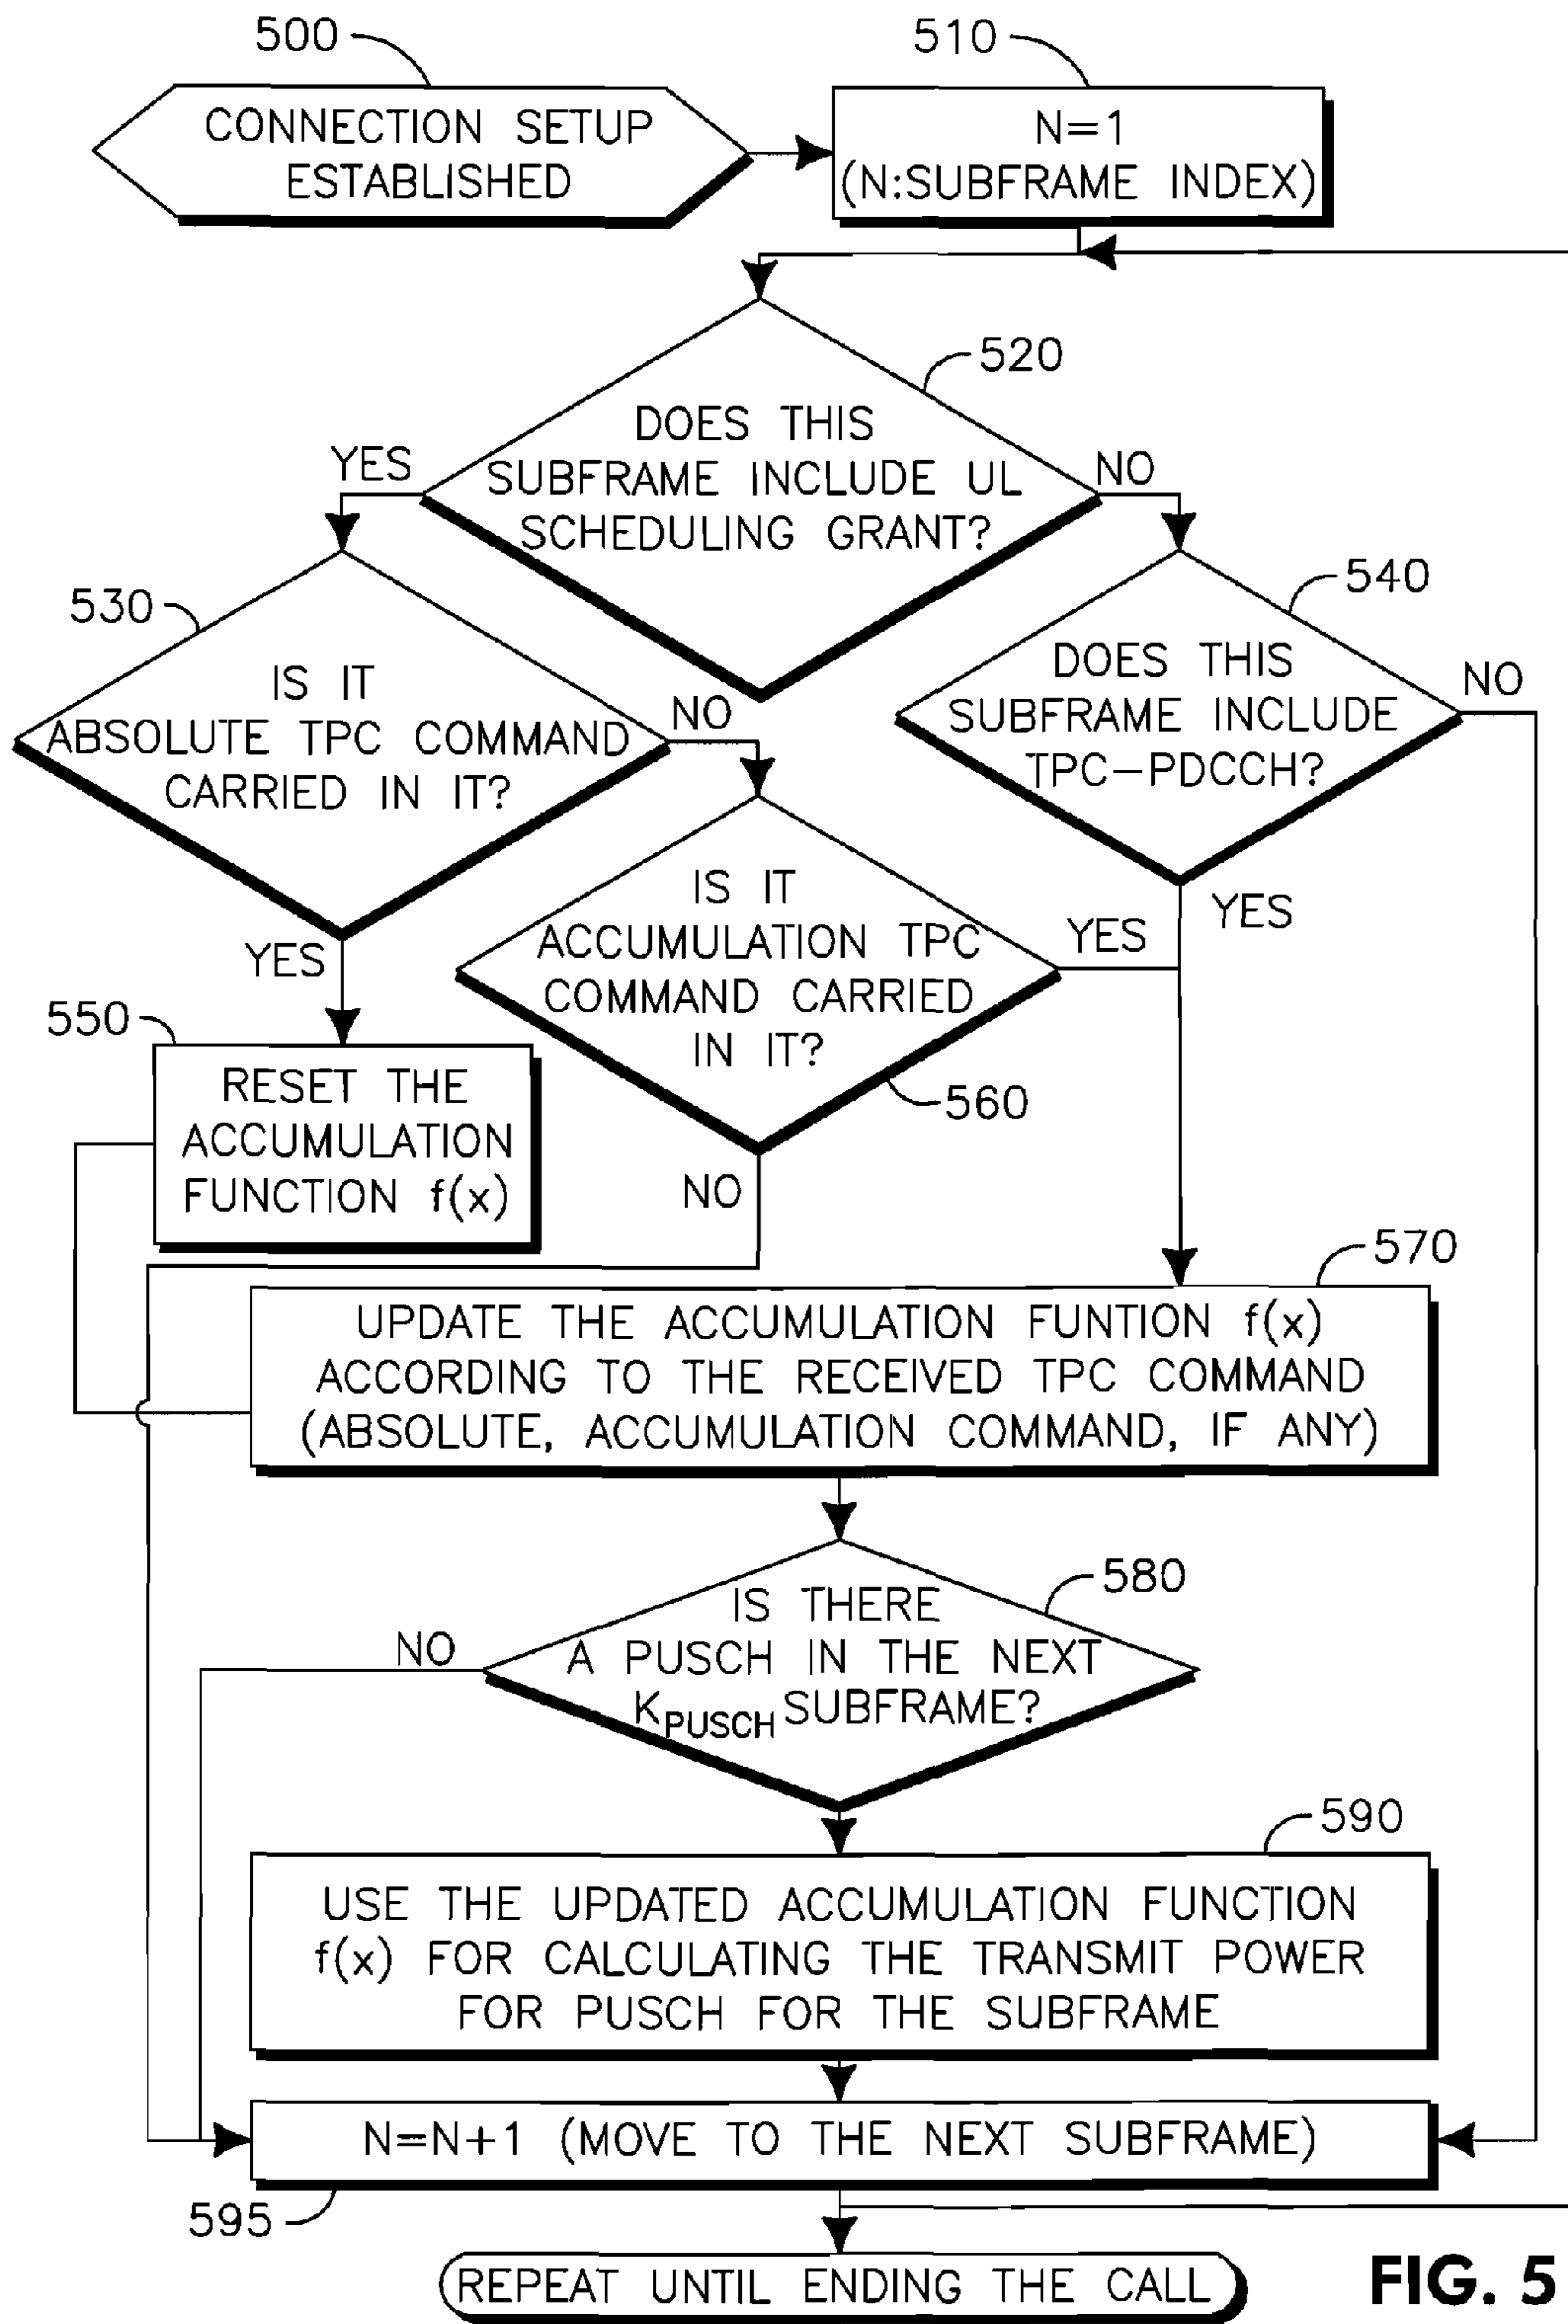 500
CONNECTION SETUP
ESTABLISHED
510
N=1
(N:SUBFRAME INDEX)
520
DOES THIS
SUBFRAME INCLUDE UL
SCHEDULING GRANT?
YES
NO
530
IS IT
ABSOLUTE TPC COMMAND
CARRIED IN IT?
NO
YES
540
DOES THIS
SUBFRAME INCLUDE
TPC-PDCCH?
NO
YES
550
RESET THE
ACCUMULATION
FUNCTION f(x)
IS IT
ACCUMULATION TPC
COMMAND CARRIED
IN IT?
YES
560
NO
570
UPDATE THE ACCUMULATION FUNTION f(x)
ACCORDING TO THE RECEIVED TPC COMMAND
(ABSOLUTE, ACCUMULATION COMMAND, IF ANY)
580
IS THERE
A PUSCH IN THE NEXT
KPUSCH SUBFRAME?
NO
590
USE THE UPDATED ACCUMULATION FUNCTION
f(x) FOR CALCULATING THE TRANSMIT POWER
FOR PUSCH FOR THE SUBFRAME
N=N+1 (MOVE TO THE NEXT SUBFRAME)
595
REPEAT UNTIL ENDING THE CALL
FIG. 5